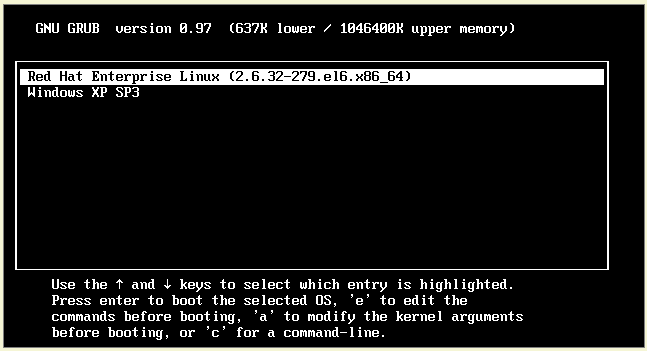 GNU GRUB  version 0.97  (637K lower / 1046400K upper memory)
Red Hat Enterprise Linux (2.6.32-279.el6.x86_64)
Windows XP SP3
Use the ↑ and ↓ keys to select which entry is highlighted.
Press enter to boot the selected OS, 'e' to edit the
commands before booting, 'a' to modify the kernel arguments
before booting, or 'c' for a command-line.